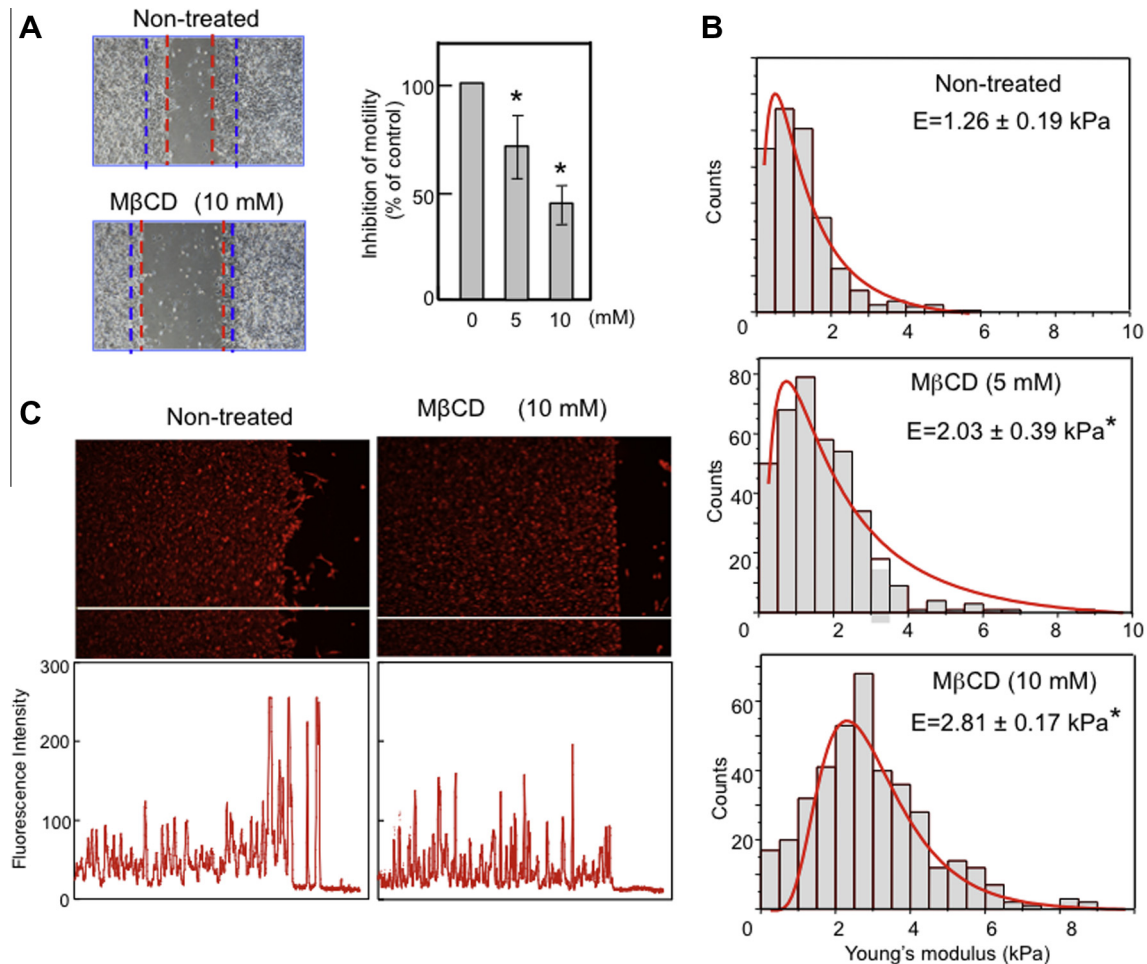 A
Non-treated
MβCD (10 mM)
Inhibition of motility
(% of control)
100
50
0
*
*
0 5 10 (mM)
B
Non-treated
E=1.26 ± 0.19 kPa
Counts
0 2 4 6 8 10
MβCD (5 mM)
E=2.03 ± 0.39 kPa*
Counts
80
60
40
20
0 2 4 6 8 10
MβCD (10 mM)
E=2.81 ± 0.17 kPa*
Counts
60
40
20
0 2 4 6 8
Young's modulus (kPa)
C
Non-treated
MβCD (10 mM)
Fluorescence Intensity
300
200
100
0